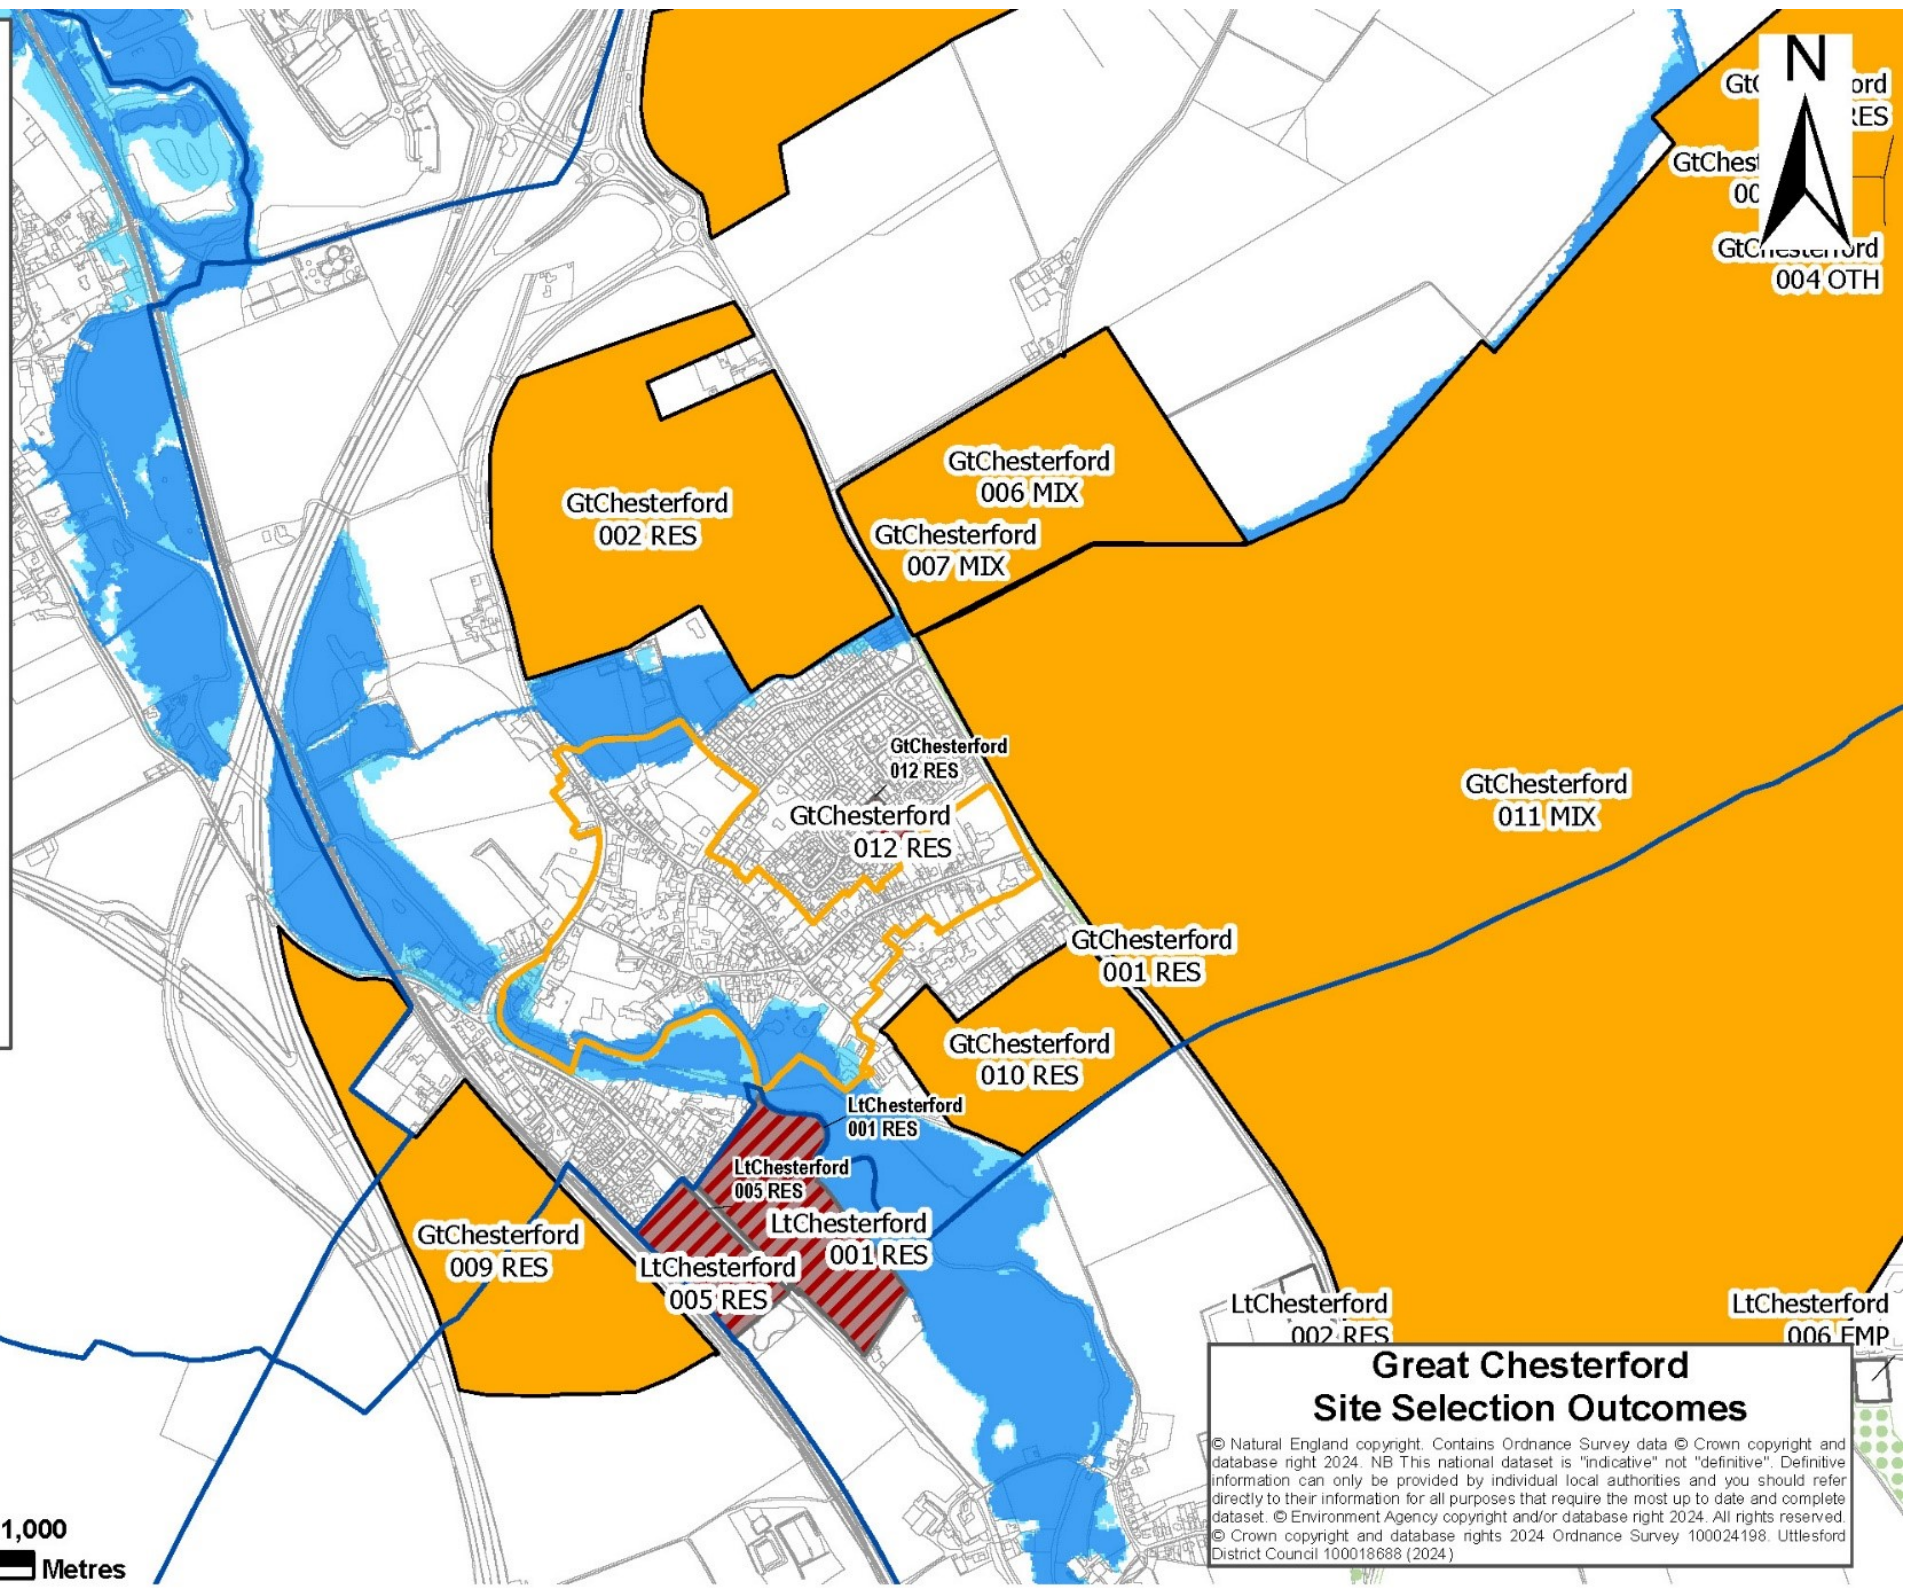 N
ord
RES
GtChest
GtChesterford
004 OTH
GtChesterford
006 MIX
GtChesterford
002 RES
GtChesterford
007 MIX
GtChesterford
012 RES
GtChesterford
011 MIX
GtChesterford
012 RES
GtChesterford
001 RES
GtChesterford
010 RES
LtChesterford
001 RES
LtChesterford
005 RES
LtChesterford
001 RES
GtChesterford
009 RES
LtChesterford
005 RES
LtChesterford
002 RES
LtChesterford
006 EMP
Great Chesterford
Site Selection Outcomes
© Natural England copyright. Contains Ordnance Survey data © Crown copyright and
database right 2024. NB This national dataset is "indicative" not "definitive". Definitive
information can only be provided by individual local authorities and you should refer
directly to their information for all purposes that require the most up to date and complete
dataset. © Environment Agency copyright and/or database right 2024. All rights reserved.
© Crown copyright and database rights 2024 Ordnance Survey 100024198. Uttlesford
District Council 100018688 (2024)
1,000
Metres